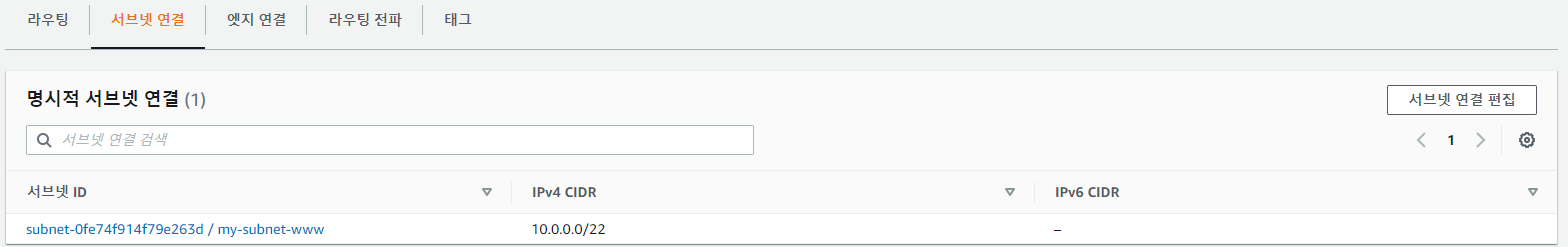 라우팅 서브넷 연결 엣지 연결 라우팅 전파 태그
명시적 서브넷 연결 (1) 서브넷 연결 편집
서브넷 연결 검색 1
서브넷 ID IPv4 CIDR IPv6 CIDR
subnet-0fe74f914f79e263d / my-subnet-www 10.0.0.0/22 –